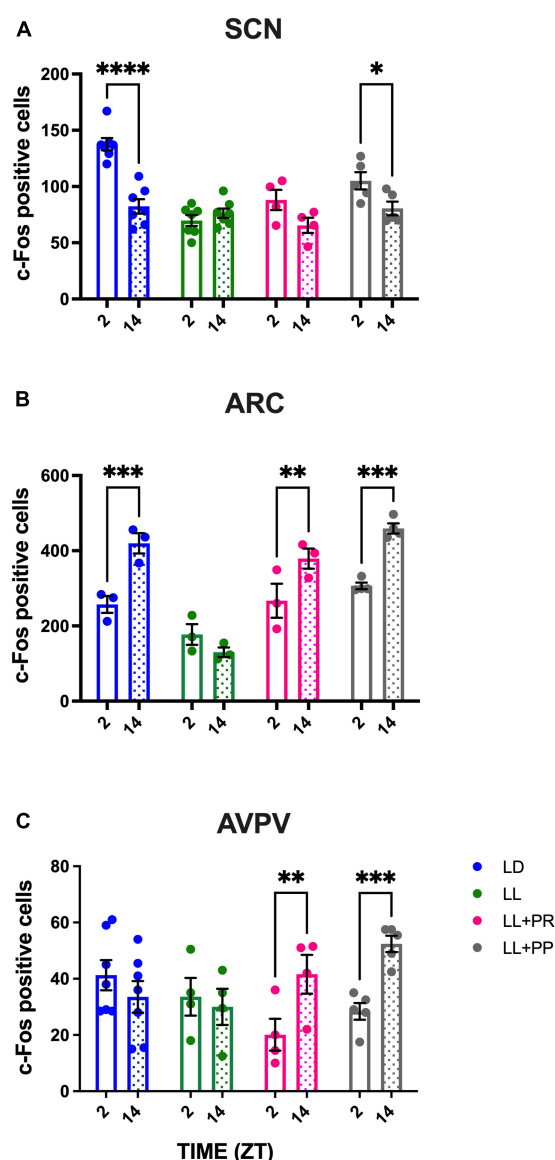 A
SCN
c-Fos positive cells
200
150
100
50
0
****
*
2 14 2 14 2 14 2 14
B
ARC
c-Fos positive cells
600
400
200
0
***
**
***
2 14 2 14 2 14 2 14
C
AVPV
c-Fos positive cells
80
60
40
20
0
**
***
2 14 2 14 2 14 2 14
TIME (ZT)
LD
LL
LL+PR
LL+PP